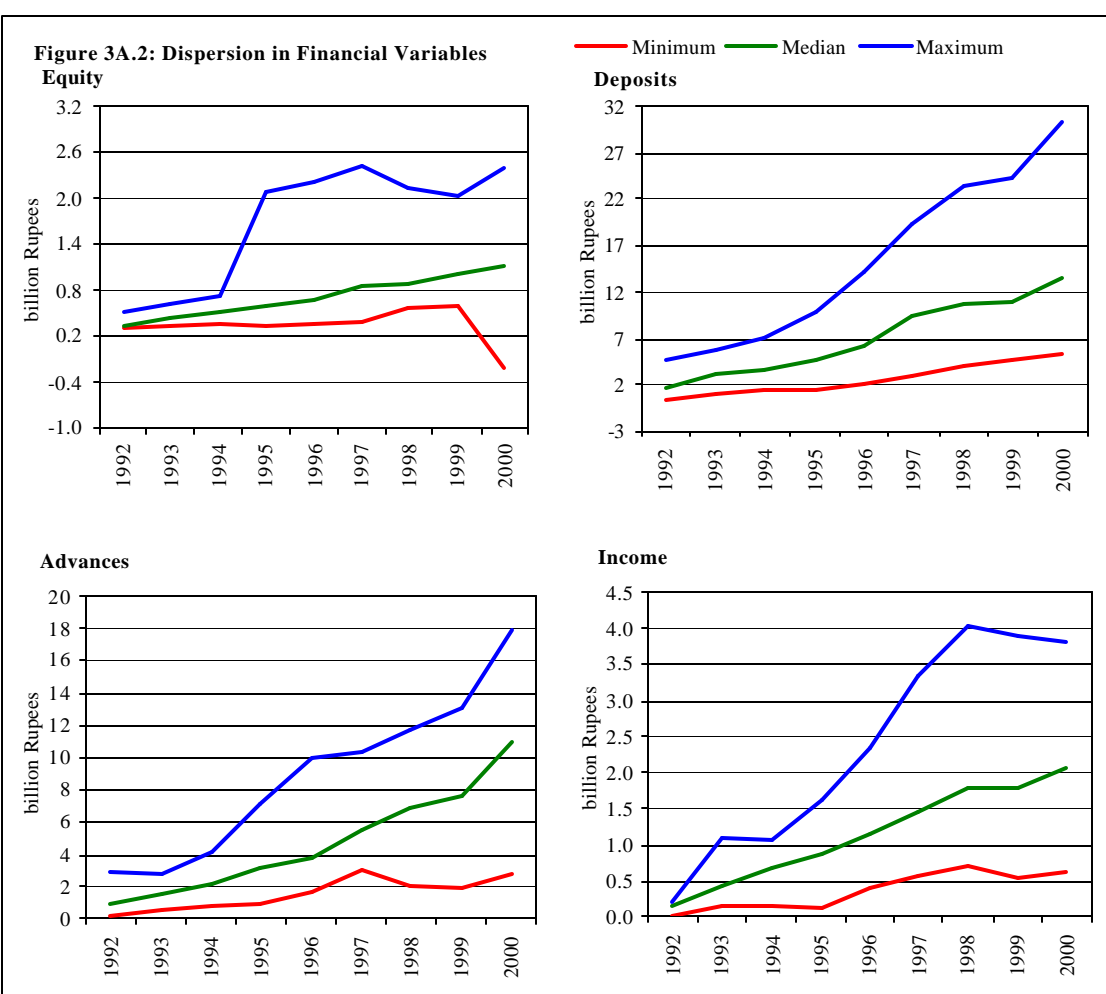 Figure 3A.2: Dispersion in Financial Variables
Minimum Median Maximum
Equity
billion Rupees
3.2
2.6
2.0
1.4
0.8
0.2
-0.4
-1.0
1992 1993 1994 1995 1996 1997 1998 1999 2000
Deposits
billion Rupees
32
27
22
17
12
7
2
-3
1992 1993 1994 1995 1996 1997 1998 1999 2000
Advances
billion Rupees
20
18
16
14
12
10
8
6
4
2
0
1992 1993 1994 1995 1996 1997 1998 1999 2000
Income
billion Rupees
4.5
4.0
3.5
3.0
2.5
2.0
1.5
1.0
0.5
0.0
1992 1993 1994 1995 1996 1997 1998 1999 2000